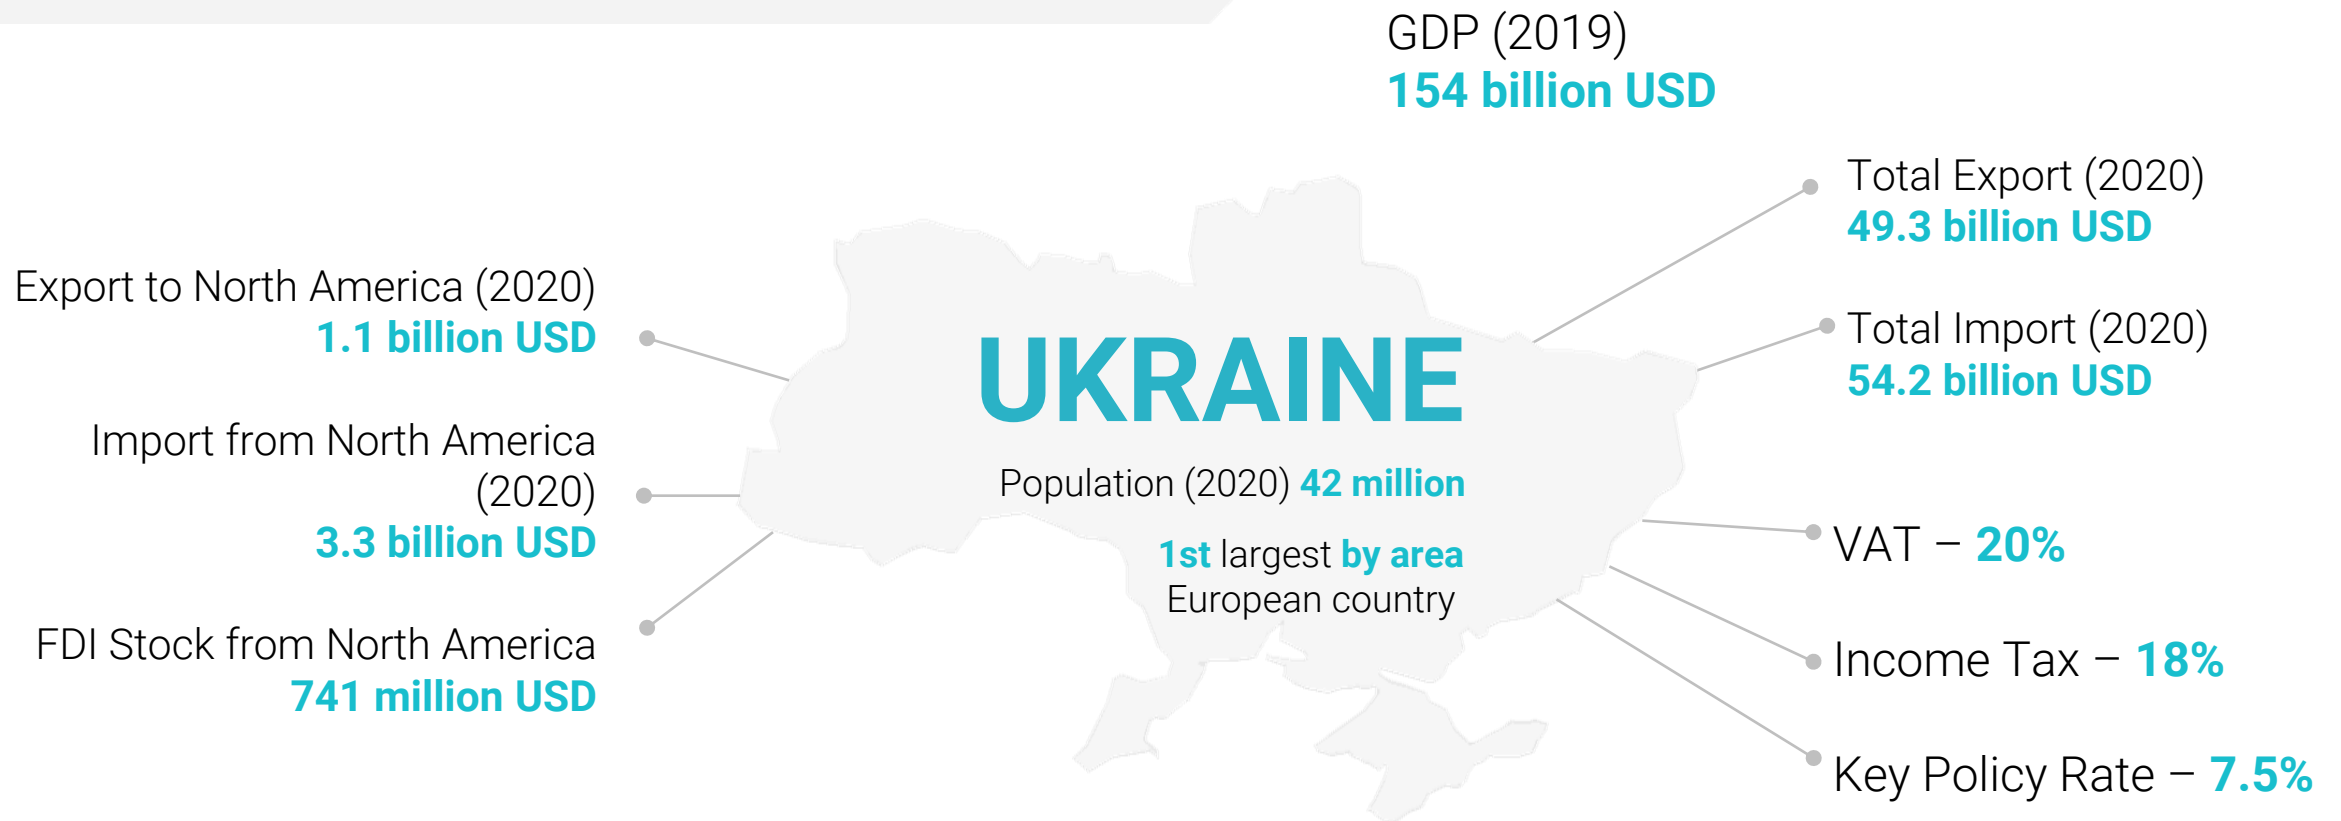 GDP (2019)
154 billion USD
Export to North America (2020)
1.1 billion USD
Import from North America
(2020)
3.3 billion USD
FDI Stock from North America
741 million USD
UKRAINE
Population (2020) 42 million
1st largest by area
European country
Total Export (2020)
49.3 billion USD
Total Import (2020)
54.2 billion USD
VAT – 20%
Income Tax – 18%
Key Policy Rate – 7.5%